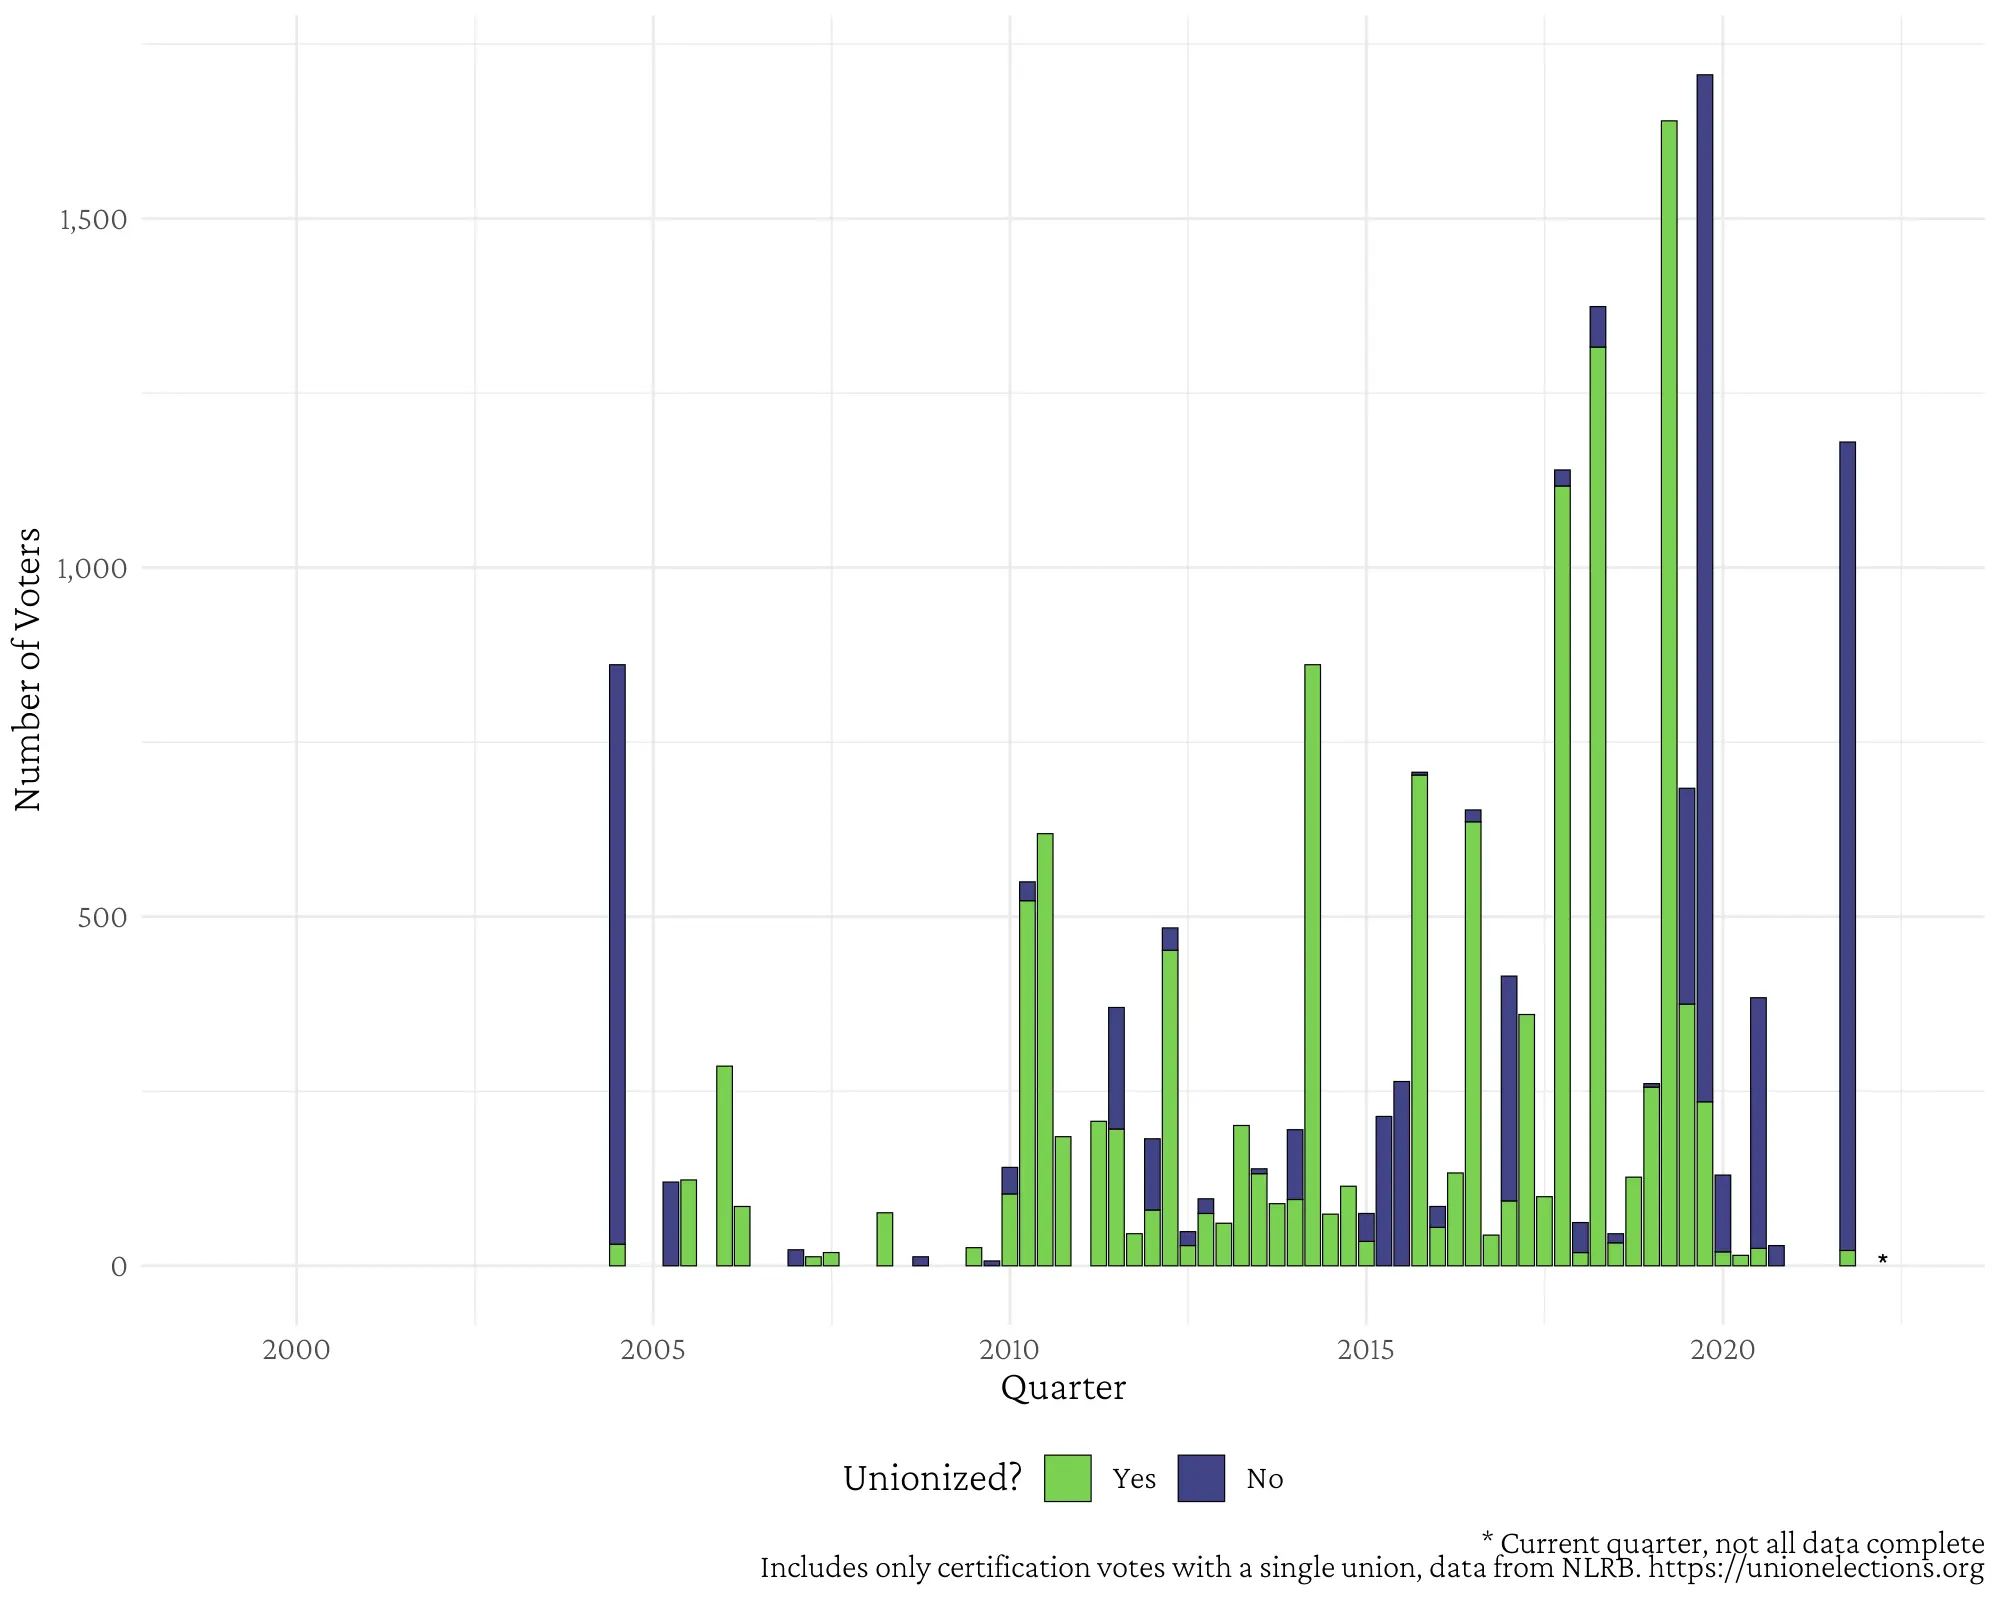 Number of Voters
1,500
1,000
500
0
*
2000 2005 2010 2015 2020
Quarter
Unionized? Yes No
* Current quarter, not all data complete
Includes only certification votes with a single union, data from NLRB. https://unionelections.org